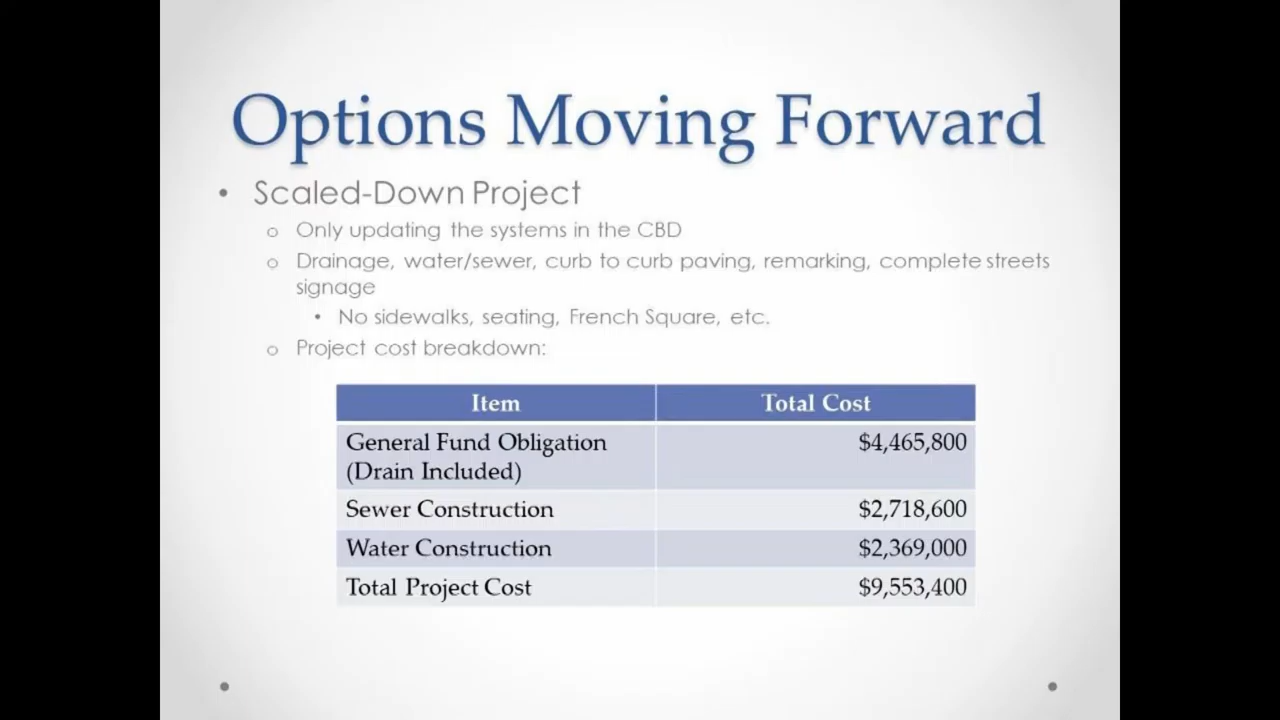 Options Moving Forward
• Scaled-Down Project
o Only updating the systems in the CBD
o Drainage, water/sewer, curb to curb paving, remarking, complete streets
signage
• No sidewalks, seating, French Square, etc.
o Project cost breakdown:
Item Total Cost
General Fund Obligation $4,465,800
(Drain Included)
Sewer Construction $2,718,600
Water Construction $2,369,000
Total Project Cost $9,553,400